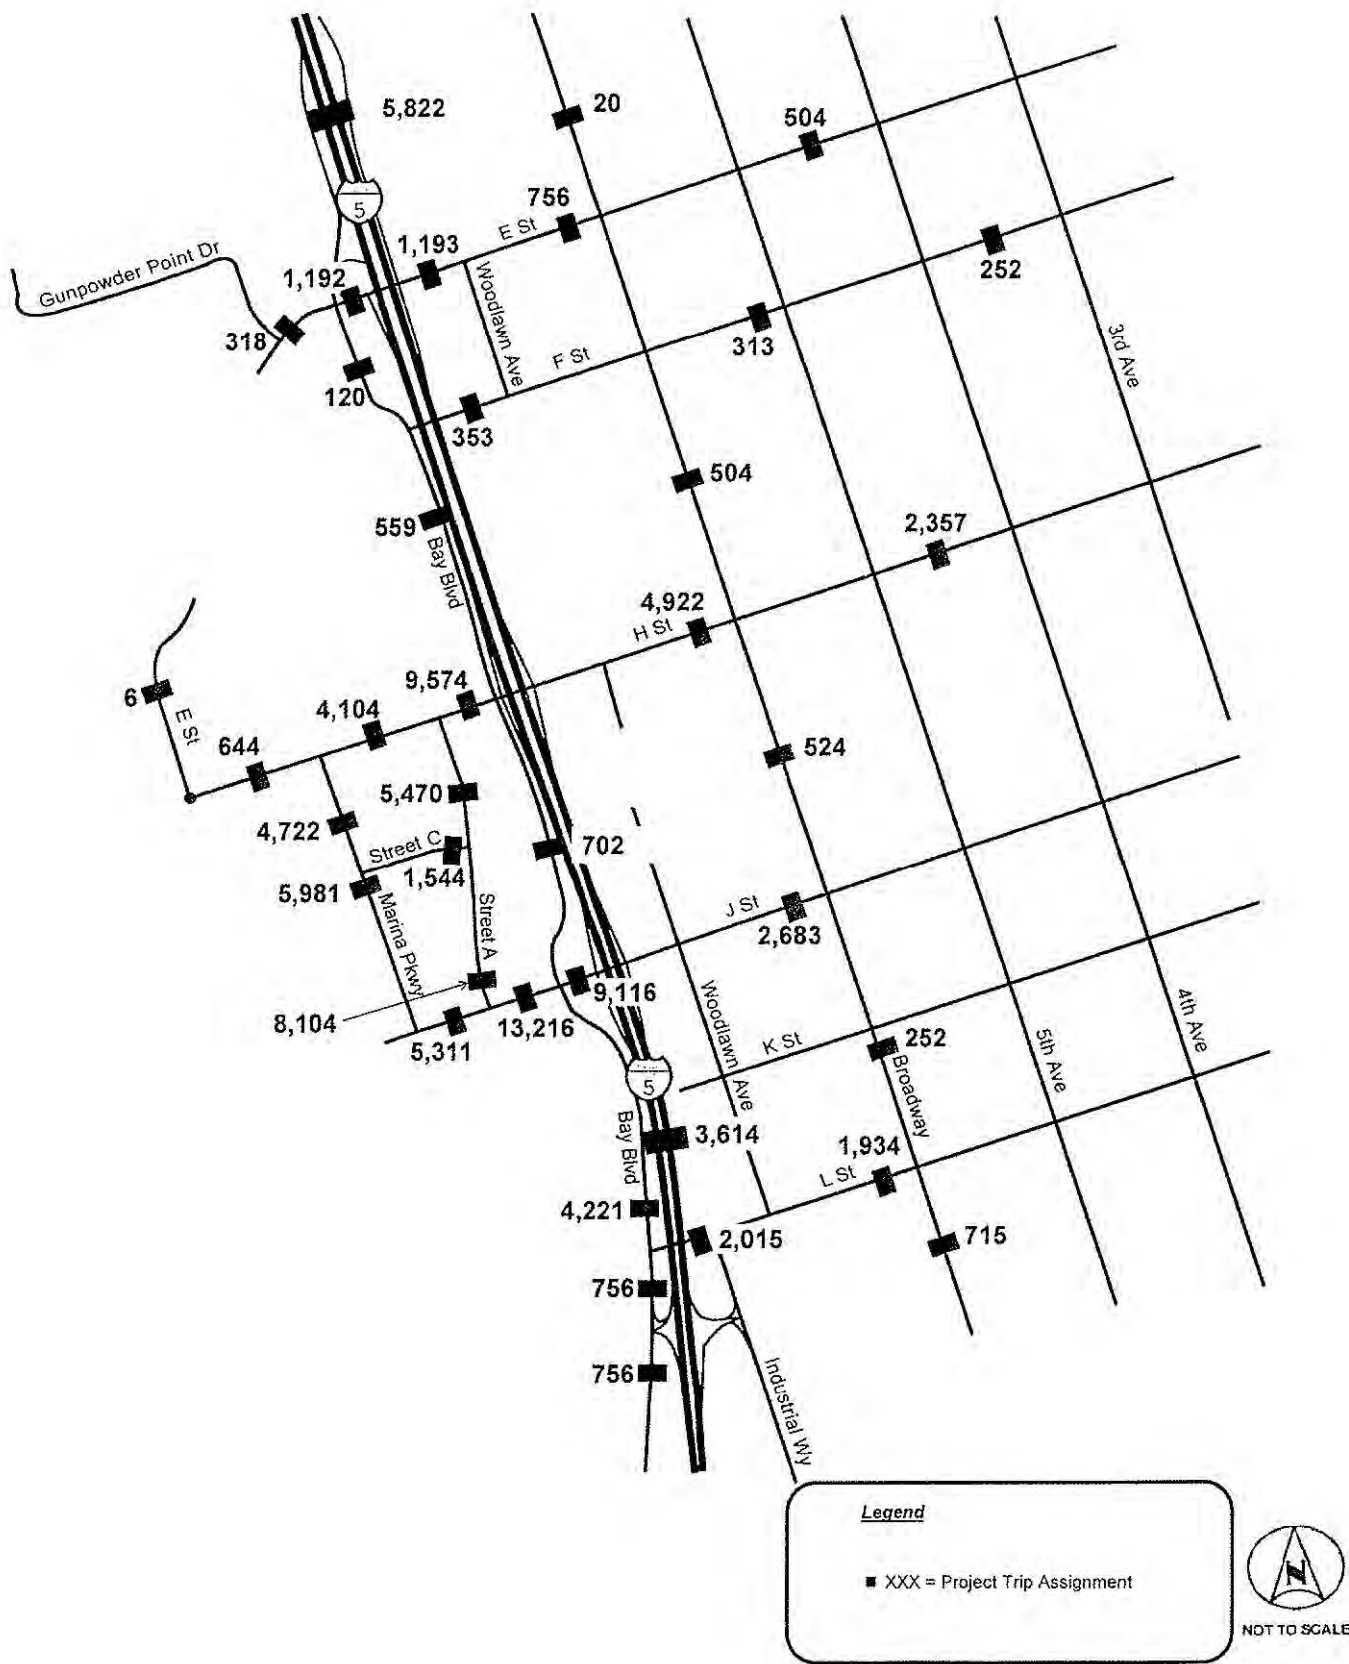 5,822
20
504
5
756
E St
1,193
Gunpowder Point Dr
1,192
Woodlawn Ave
252
318
313
3rd Ave
F St
120
353
504
559
Bay Blvd
2,357
4,922
H St
9,574
6
E St
4,104
644
524
5,470
4,722
Street C
702
1,544
5,981
Marina Pkwy
Street A
J St
2,683
9,116
8,104
13,216
5,311
Woodlawn Ave
K St
252
4th Ave
5th Ave
5
Broadway
Bay Blvd
3,614
1,934
L St
4,221
2,015
715
756
756
Industrial Wy
Legend
XXX = Project Trip Assignment
N
NOT TO SCALE